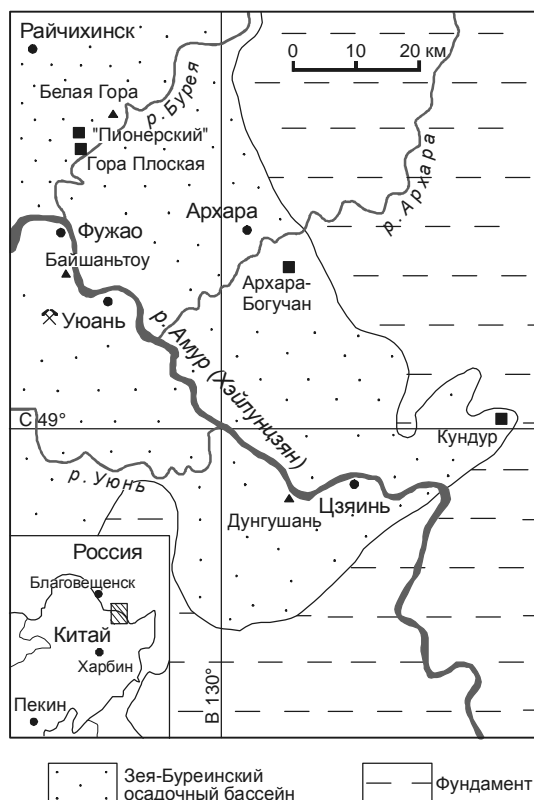 Райчихинск
0 10 20 км
Белая Гора
р. Бурея
"Пионерский"
Гора Плоская
р. Архара
Архара
Фужао
Байшаньтоу
Архара-
Богучан
Уюань
р. Амур (Хэйлунцзян)
С 49°
Кундур
р. Уюнь
Цзяинь
Дунгушань
Россия
Благовещенск
Китай
Харбин
Пекин
В 130°
Зея-Буреинский
осадочный бассейн
Фундамент